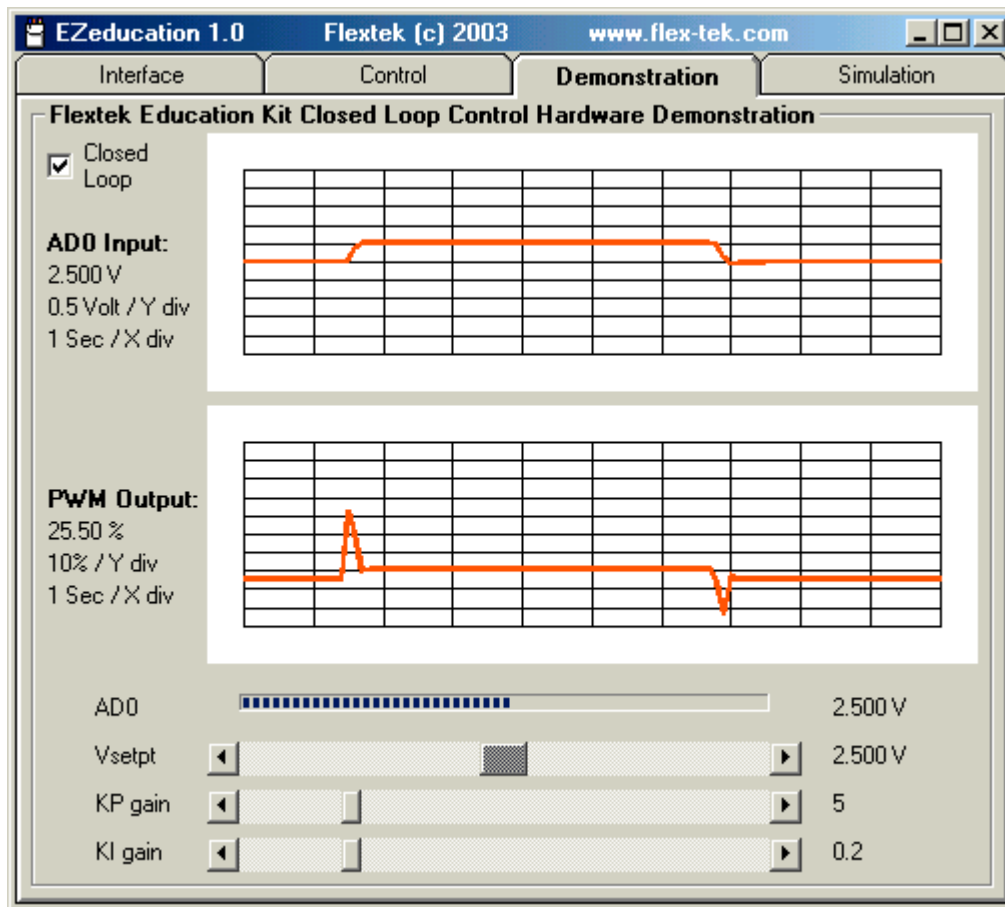 EZeducation 1.0 Flextek (c) 2003 www.flex-tek.com
Interface Control Demonstration Simulation
Flextek Education Kit Closed Loop Control Hardware Demonstration
Closed
Loop
AD0 Input:
2.500 V
0.5 Volt / Y div
1 Sec / X div
PWM Output:
25.50 %
10% / Y div
1 Sec / X div
AD0 2.500 V
Vsetpt 2.500 V
KP gain 5
KI gain 0.2